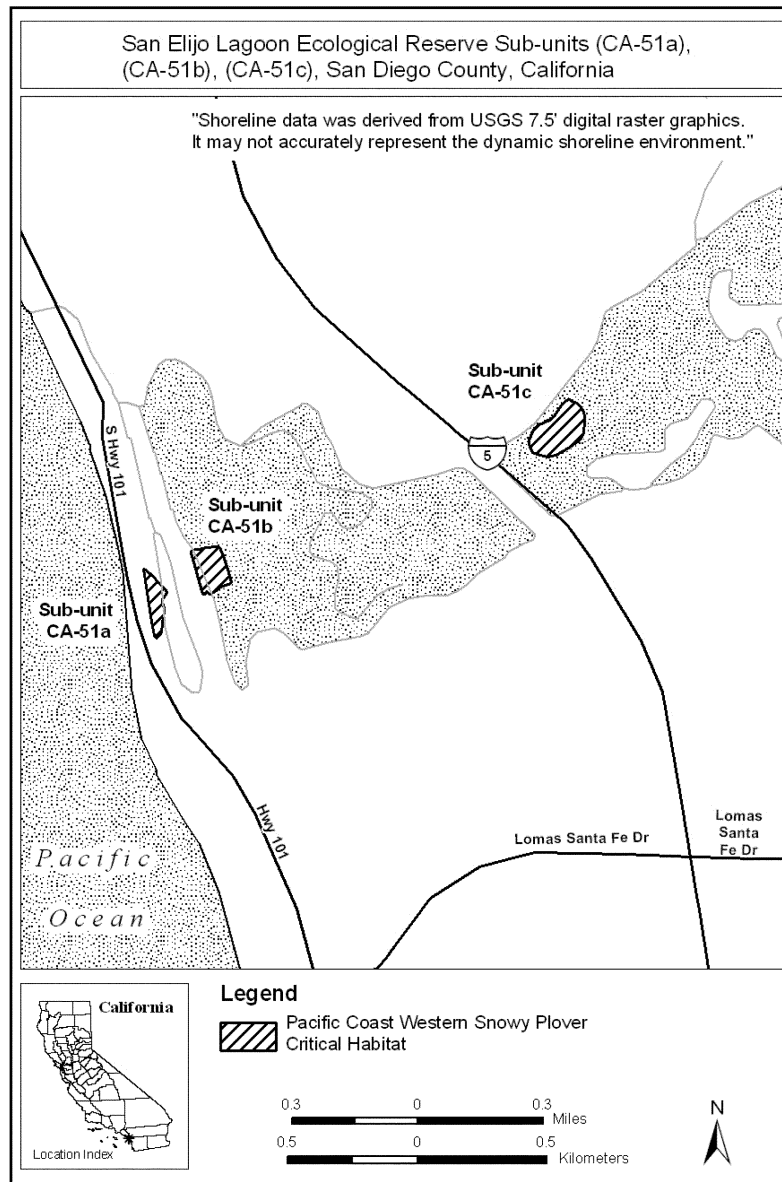 San Elijo Lagoon Ecological Reserve Sub-units (CA-51a),
(CA-51b), (CA-51c), San Diego County, California
"Shoreline data was derived from USGS 7.5' digital raster graphics.
It may not accurately represent the dynamic shoreline environment."
Sub-unit
CA-51c
5
S Hwy 101
Sub-unit
CA-51b
Sub-unit
CA-51a
Hwy 101
Lomas Santa Fe Dr
Lomas
Santa
Fe Dr
Pacific
Ocean
California
Location Index
Legend
Pacific Coast Western Snowy Plover
Critical Habitat
0.3 0 0.3
Miles
0.5 0 0.5
Kilometers
N